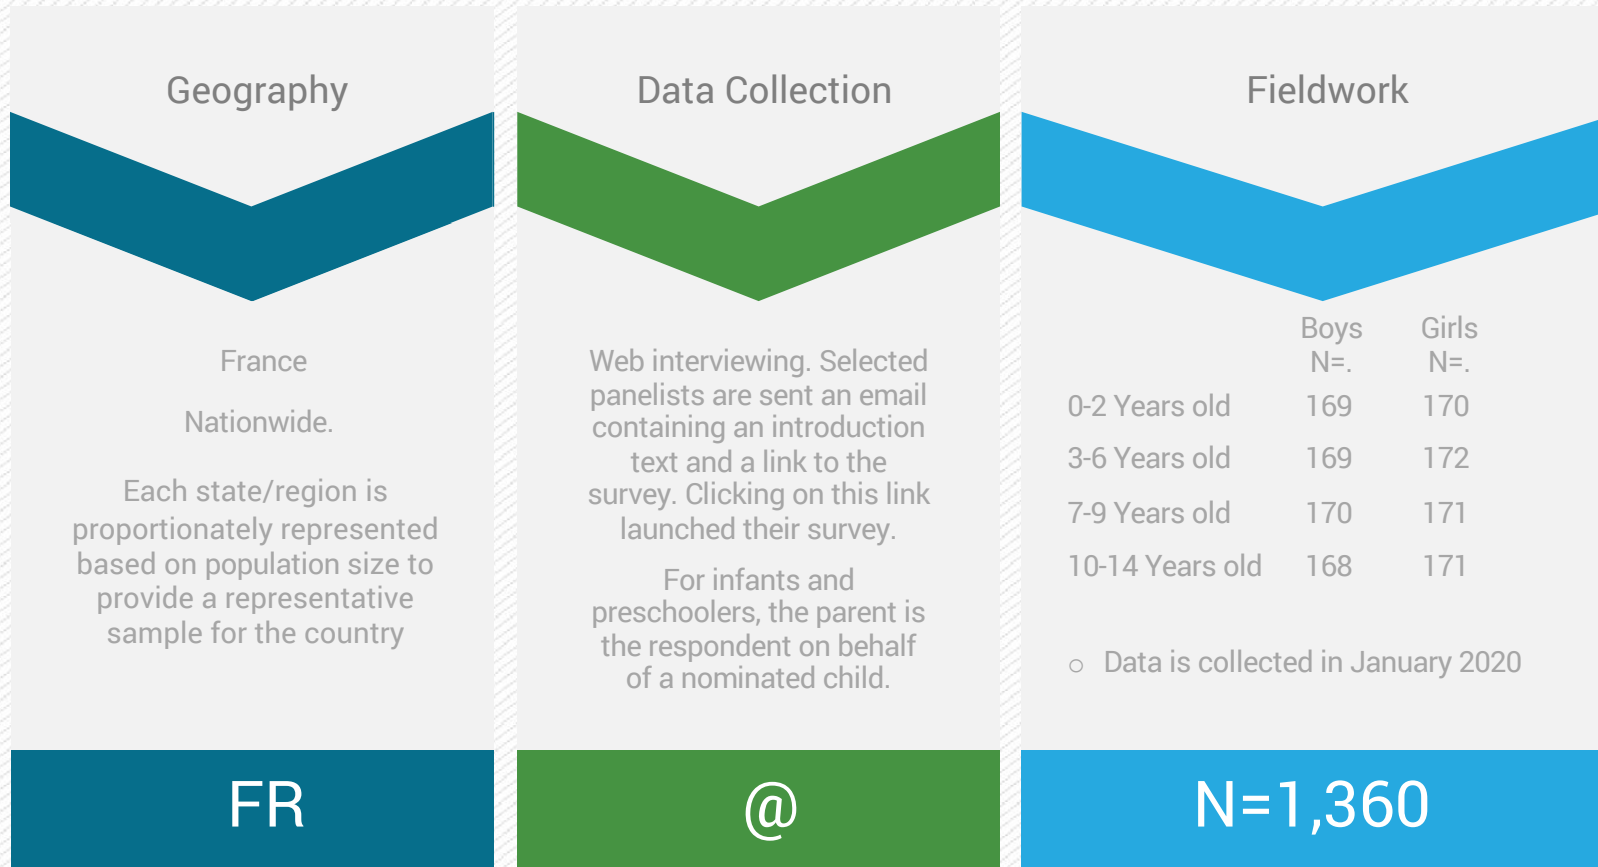 Geography
France
Nationwide.
Each state/region is
proportionately represented
based on population size to
provide a representative
sample for the country
FR
Data Collection
Web interviewing. Selected
panelists are sent an email
containing an introduction
text and a link to the
survey. Clicking on this link
launched their survey.
For infants and
preschoolers, the parent is
the respondent on behalf
of a nominated child.
@
Fieldwork
Boys Girls
N=. N=.
0-2 Years old 169 170
3-6 Years old 169 172
7-9 Years old 170 171
10-14 Years old 168 171
○ Data is collected in January 2020
N=1,360